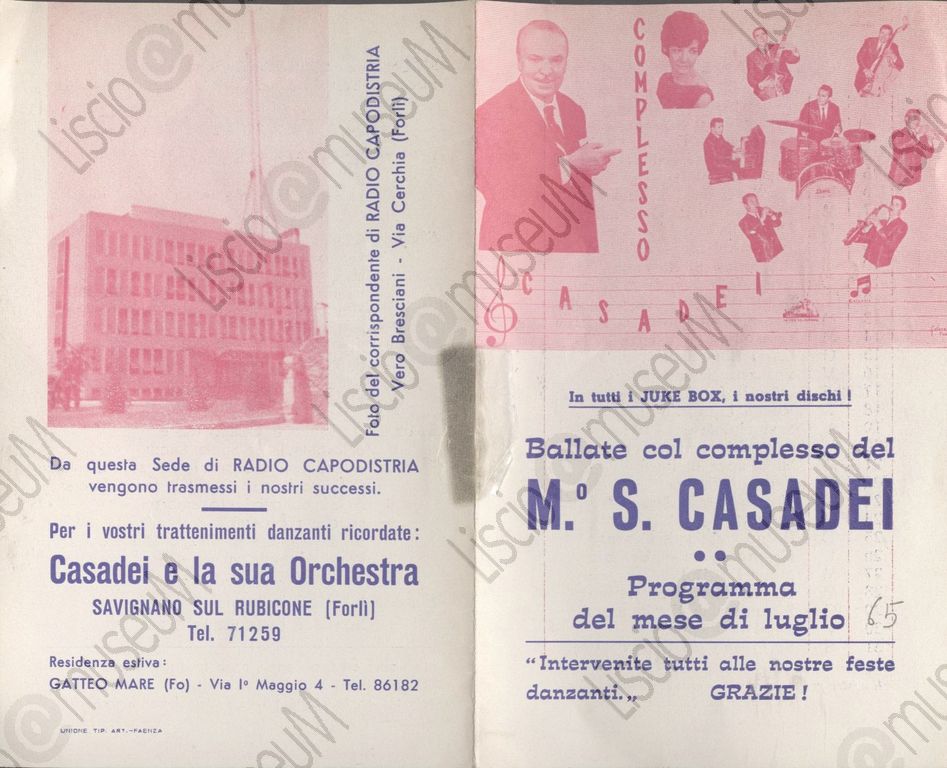 Foto del corrispondente di RADIO CAPODISTRIA
Vero Bresciani - Via Cerchia (Forlì)
Da questa Sede di RADIO CAPODISTRIA
vengono trasmessi i nostri successi.
Per i vostri trattenimenti danzanti ricordate:
Casadei e la sua Orchestra
SAVIGNANO SUL RUBICONE (Forlì)
Tel. 71259
Residenza estiva:
GATTEO MARE (Fo) - Via Iº Maggio 4 - Tel. 86182
UNIONE TIP. ART.-FAENZA
COMPLESSO
CASADEI
In tutti i JUKE BOX, i nostri dischi!
Ballate col complesso del
M.º S. CASADEI
Programma
del mese di luglio 65
"Intervenite tutti alle nostre feste
danzanti.„ GRAZIE!
Liscio@museuM